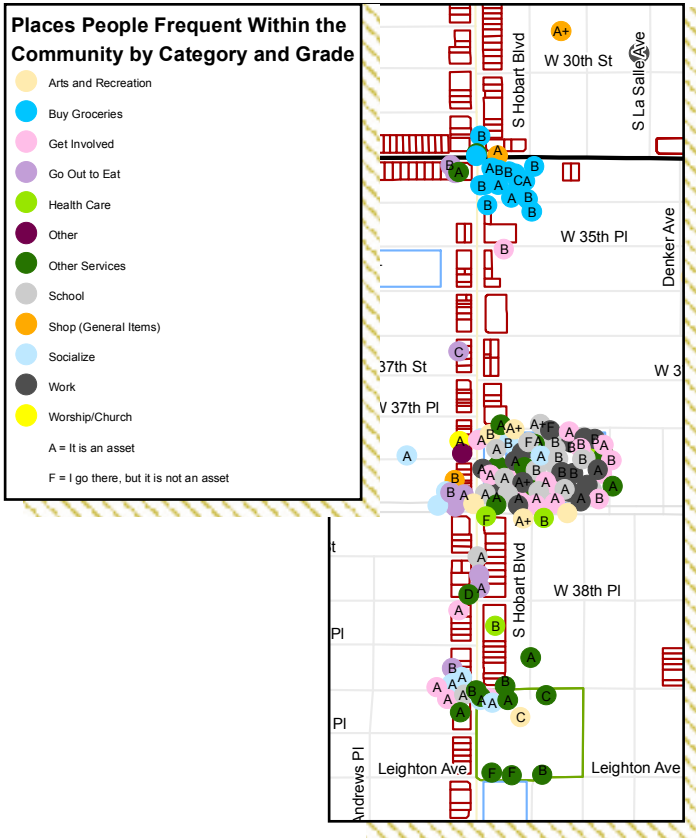 Places People Frequent Within the
Community by Category and Grade
Arts and Recreation
Buy Groceries
Get Involved
Go Out to Eat
Health Care
Other
Other Services
School
Shop (General Items)
Socialize
Work
Worship/Church
A = It is an asset
F = I go there, but it is not an asset
S Hobart Blvd
A+
W 30th St
S La Salle Ave
B
A
B
A
A
B
B
B
C
A
B
A
A
B
B
B
W 35th Pl
B
Denker Ave
C
37th St
W 3
W 37th Pl
A
A
B
A
A+
A+
F
A
B
A
A
B
F
A
B
B
B
A
A
B
B
B
A
A
A
B
B
B
A
A
A
A+
A
A
B
B
A
A
A
A
A
A
A
B
F
A+
B
A
A
D
A
B
S Hobart Blvd
W 38th Pl
t
Pl
A
B
A
A
A
A
A
B
A
A
B
A
C
A
C
Pl
Andrews Pl
Leighton Ave
F
F
B
Leighton Ave